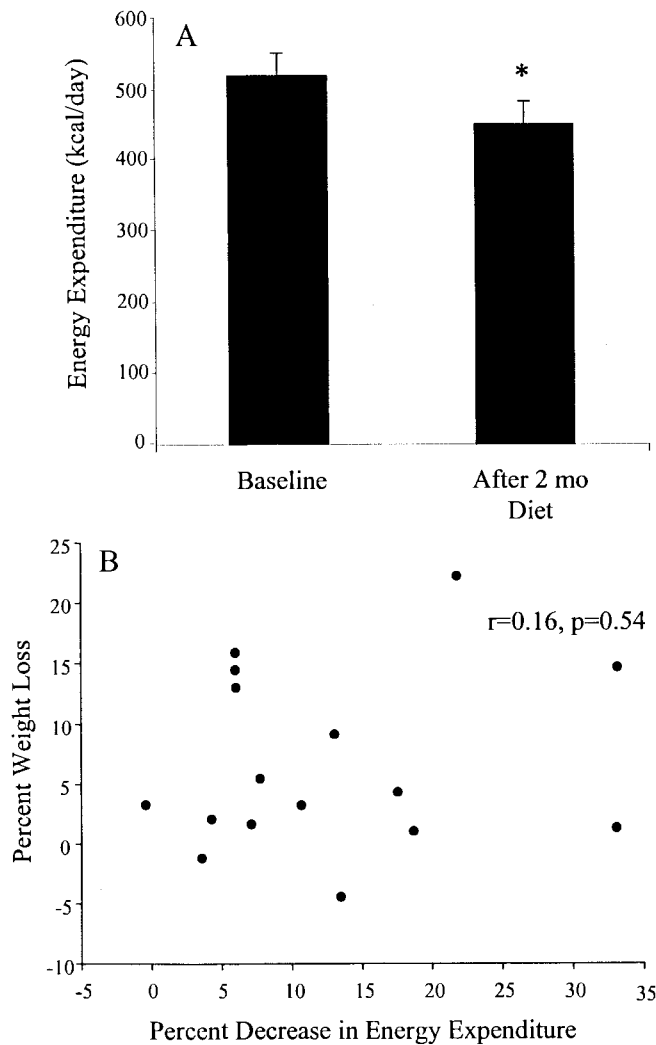 A
Energy Expenditure (kcal/day)
600
500
400
300
200
100
0
*
Baseline
After 2 mo
Diet
B
Percent Weight Loss
25
20
15
10
5
0
-5
-10
r=0.16, p=0.54
-5
0
5
10
15
20
25
30
35
Percent Decrease in Energy Expenditure